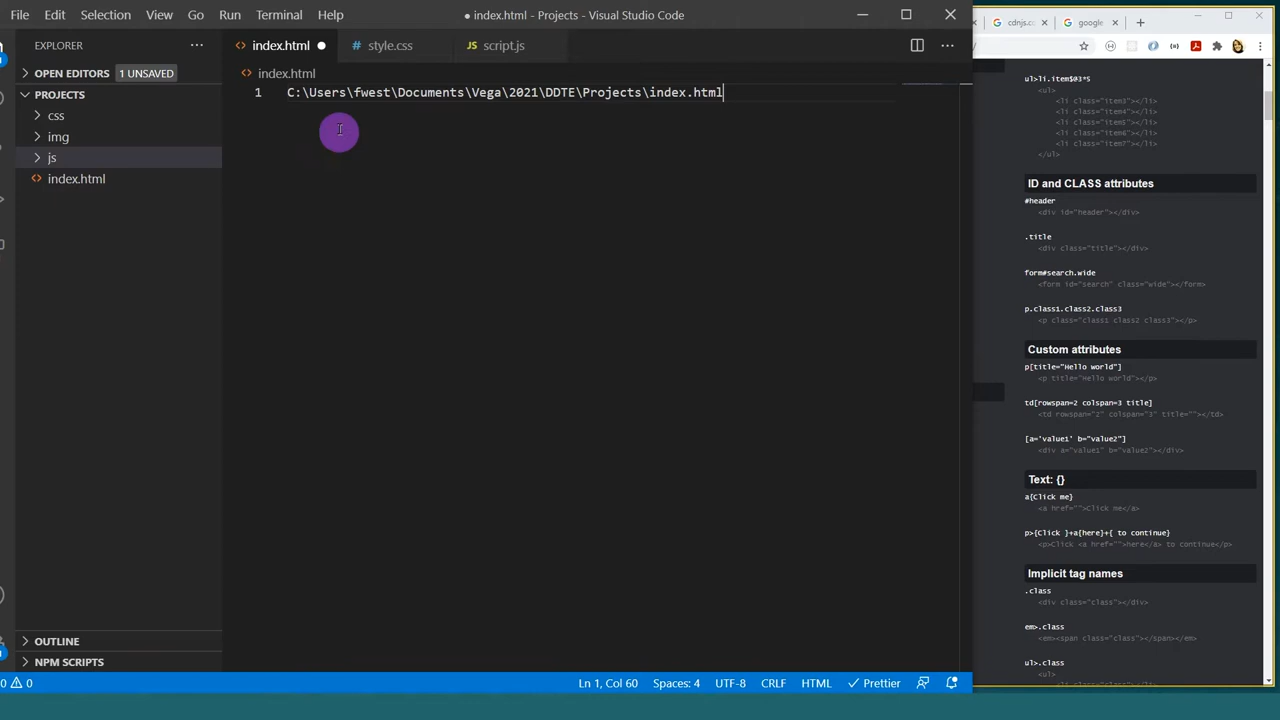 File Edit Selection View Go Run Terminal Help
● index.html - Projects - Visual Studio Code
EXPLORER
OPEN EDITORS 1 UNSAVED
PROJECTS
css
img
js
index.html
OUTLINE
NPM SCRIPTS
index.html style.css JS script.js
index.html
1 C:\Users\fwest\Documents\Vega\2021\DDTE\Projects\index.html
0 0 Ln 1, Col 60 Spaces: 4 UTF-8 CRLF HTML Prettier
cdnjs.c google
ul>li.item$@3*5
<ul>
<li class="item3"></li>
<li class="item4"></li>
<li class="item5"></li>
<li class="item6"></li>
<li class="item7"></li>
</ul>
ID and CLASS attributes
#header
<div id="header"></div>
.title
<div class="title"></div>
form#search.wide
<form id="search" class="wide"></form>
p.class1.class2.class3
<p class="class1 class2 class3"></p>
Custom attributes
p[title="Hello world"]
<p title="Hello world"></p>
td[rowspan=2 colspan=3 title]
<td rowspan="2" colspan="3" title=""></td>
[a='value1' b="value2"]
<div a="value1" b="value2"></div>
Text: {}
a{Click me}
<a href="">Click me</a>
p>{Click }+a{here}+{ to continue}
<p>Click <a href="">here</a> to continue</p>
Implicit tag names
.class
<div class="class"></div>
em>.class
<em><span class="class"></span></em>
ul>.class
<ul>